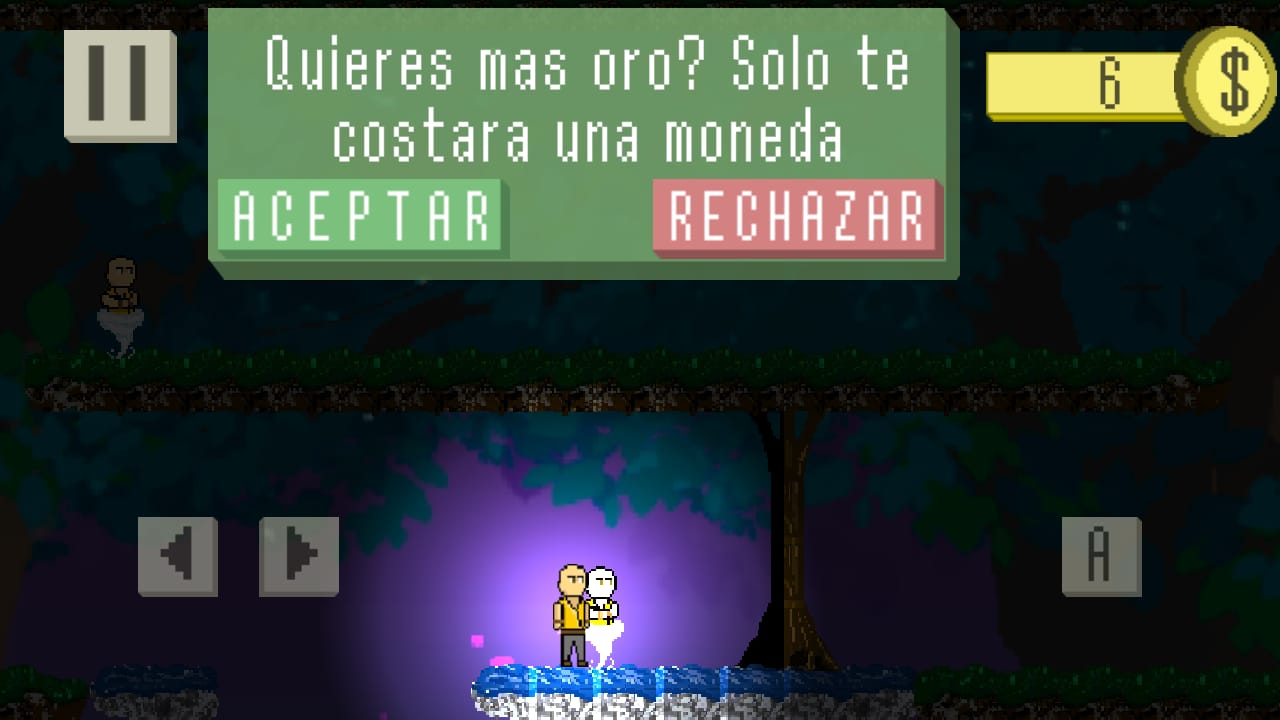 Quieres mas oro? Solo te
costara una moneda
ACEPTAR
RECHAZAR
6
$
A